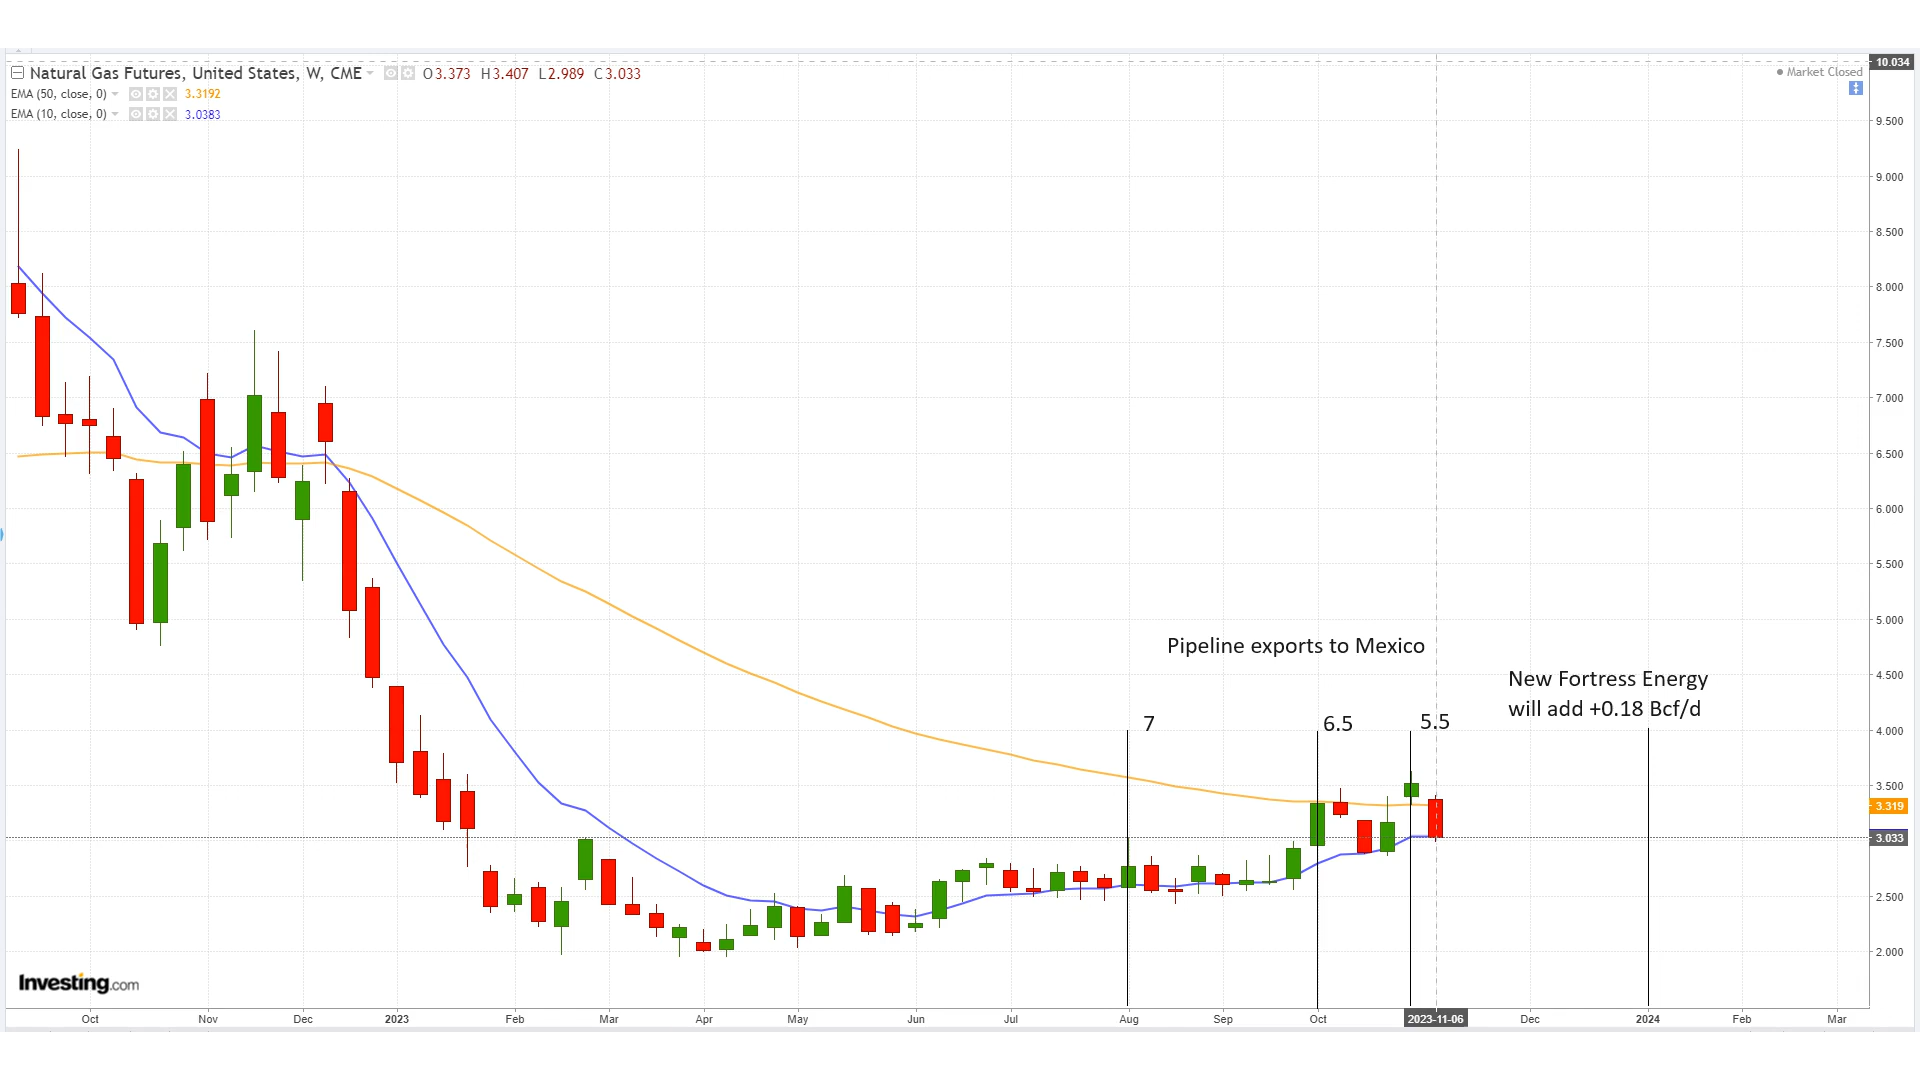 Natural Gas Futures, United States, W, CME O3.373 H3.407 L2.989 C3.033
EMA (50, close, 0) 3.3192
EMA (10, close, 0) 3.0383
Market Closed
10.034
9.500
9.000
8.500
8.000
7.500
7.000
6.500
6.000
5.500
5.000
4.500
4.000
3.500
3.319
3.033
2.500
2.000
Pipeline exports to Mexico
New Fortress Energy
will add +0.18 Bcf/d
7
6.5
5.5
Investing.com
Oct Nov Dec 2023 Feb Mar Apr May Jun Jul Aug Sep Oct 2023-11-06 Dec 2024 Feb Mar